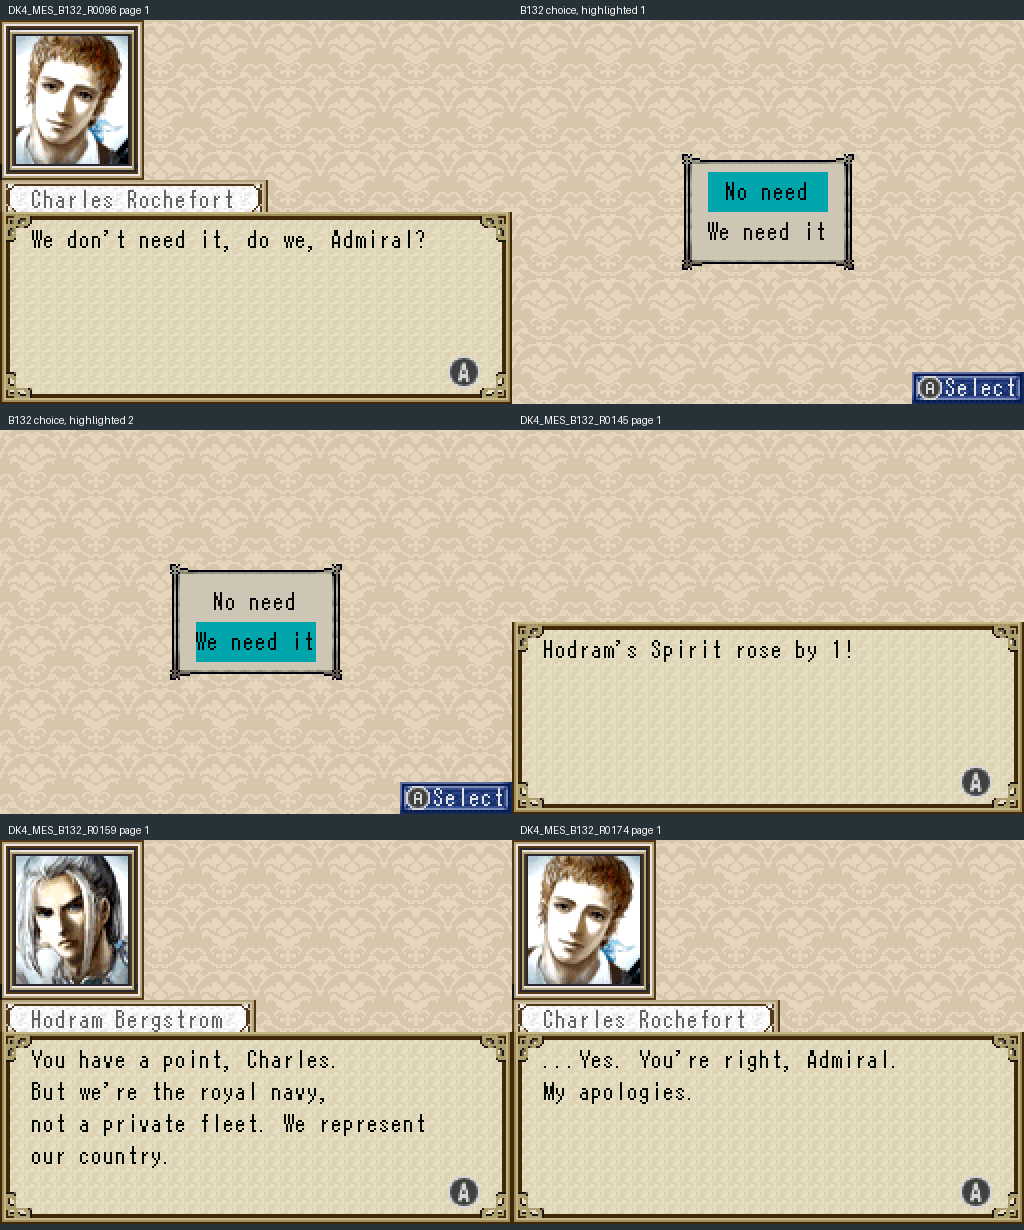 DK4_MES_B132_R0096 page 1
Charles Rochefort
We don't need it, do we, Admiral?
A
B132 choice, highlighted 1
No need
We need it
A Select
B132 choice, highlighted 2
No need
We need it
A Select
DK4_MES_B132_R0145 page 1
Hodram's Spirit rose by 1!
A
DK4_MES_B132_R0159 page 1
Hodram Bergstrom
You have a point, Charles.
But we're the royal navy,
not a private fleet. We represent
our country.
A
DK4_MES_B132_R0174 page 1
Charles Rochefort
...Yes. You're right, Admiral.
My apologies.
A